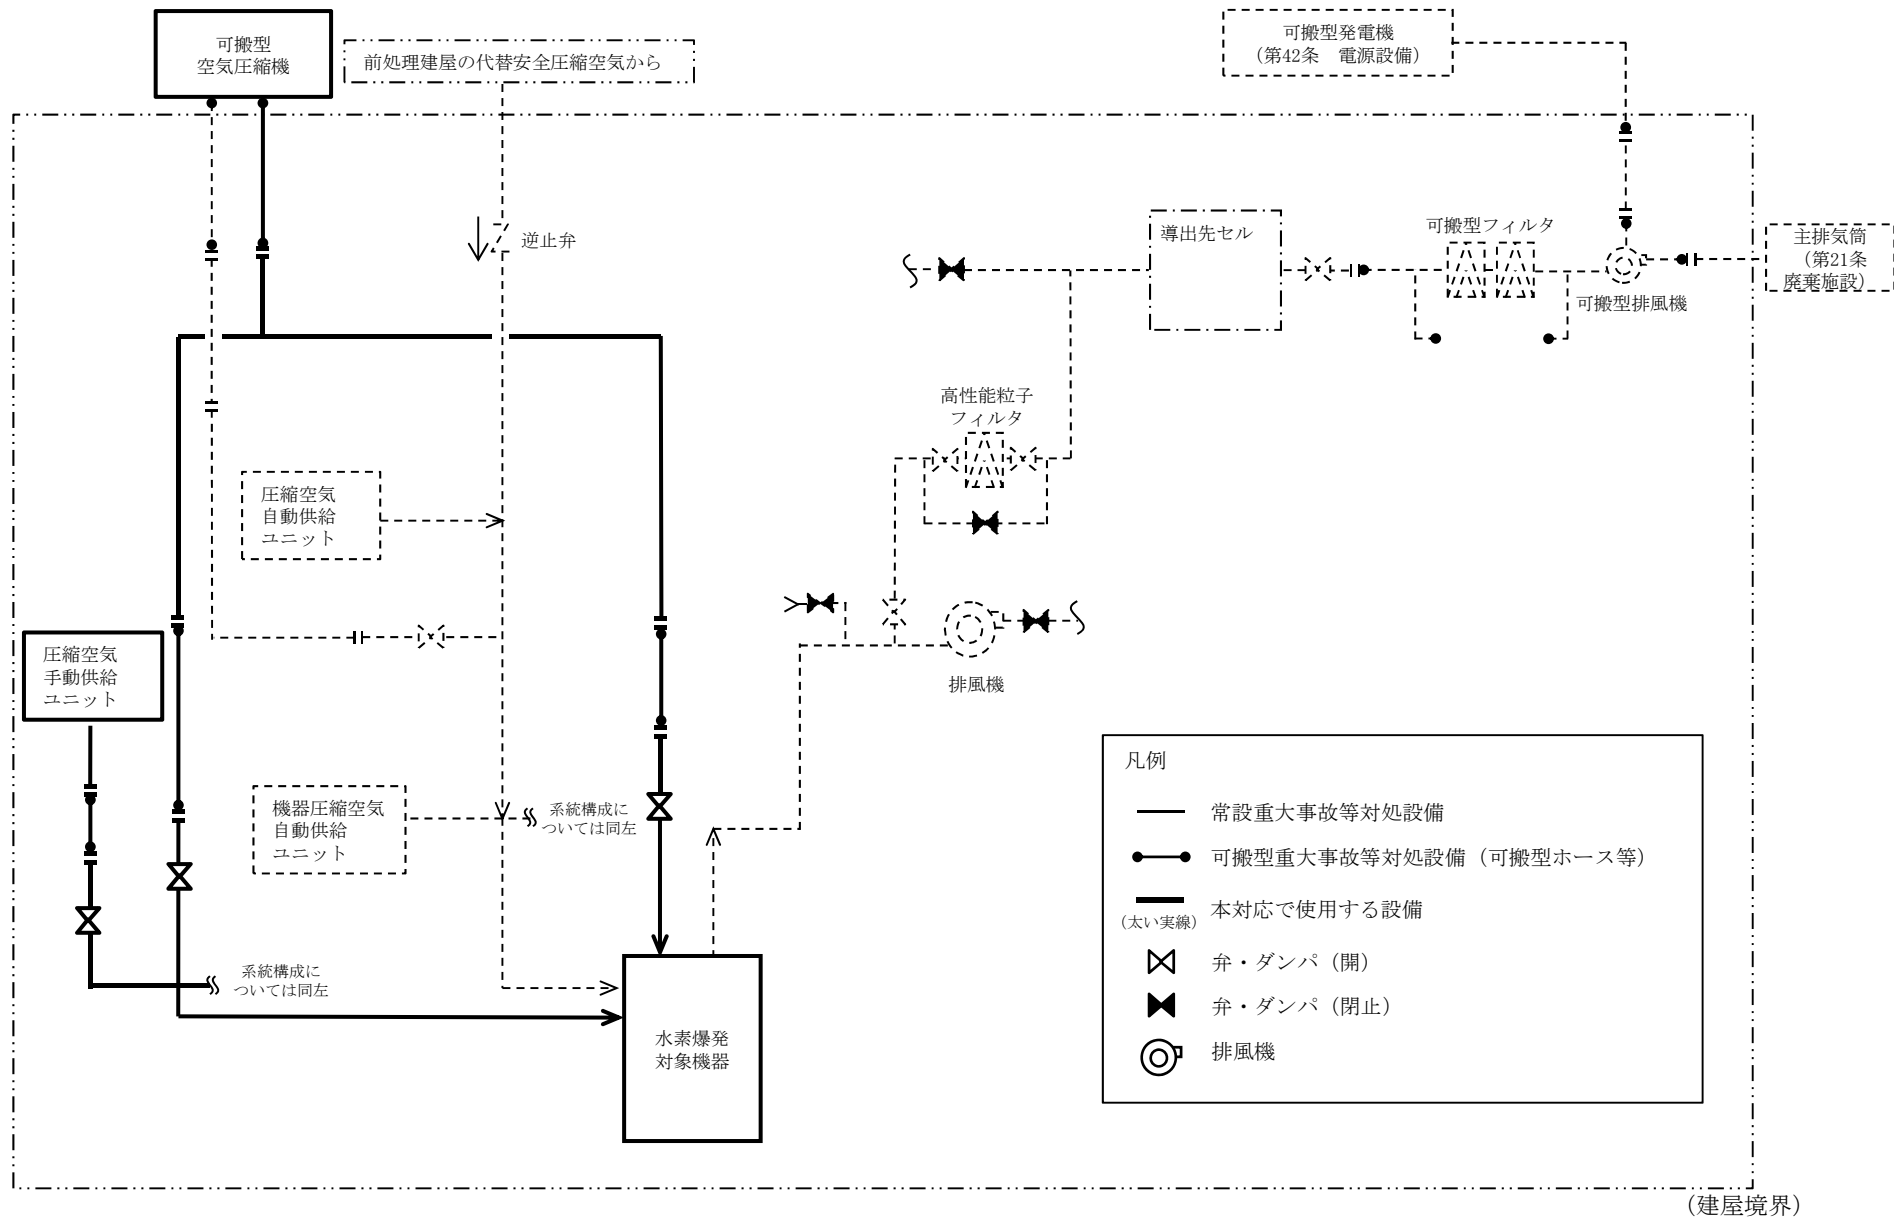 可搬型
空気圧縮機
前処理建屋の代替安全圧縮空気から
可搬型発電機
（第42条　電源設備）
逆止弁
導出先セル
可搬型フィルタ
主排気筒
（第21条
廃棄施設）
可搬型排風機
高性能粒子
フィルタ
圧縮空気
自動供給
ユニット
圧縮空気
手動供給
ユニット
排風機
機器圧縮空気
自動供給
ユニット
系統構成に
ついては同左
系統構成に
ついては同左
水素爆発
対象機器
凡例
常設重大事故等対処設備
可搬型重大事故等対処設備（可搬型ホース等）
本対応で使用する設備
（太い実線）
弁・ダンパ（開）
弁・ダンパ（閉止）
排風機
（建屋境界）